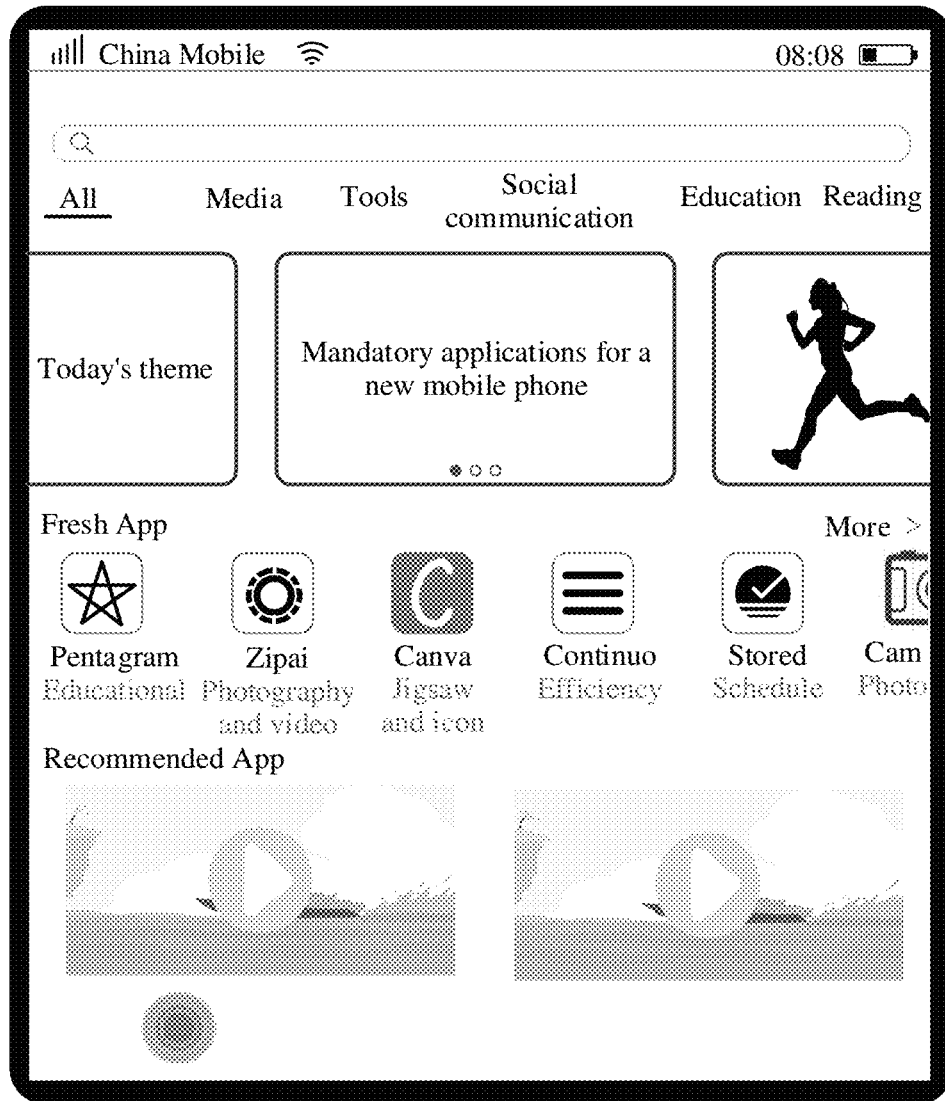 China Mobile 08:08
All Media Tools Social communication Education Reading
Today's theme
Mandatory applications for a
new mobile phone
Fresh App More >
Pentagram Zipai Canva Continuo Stored Cam
Educational Photography Jigsaw Efficiency Schedule Photo
and video and icon
Recommended App